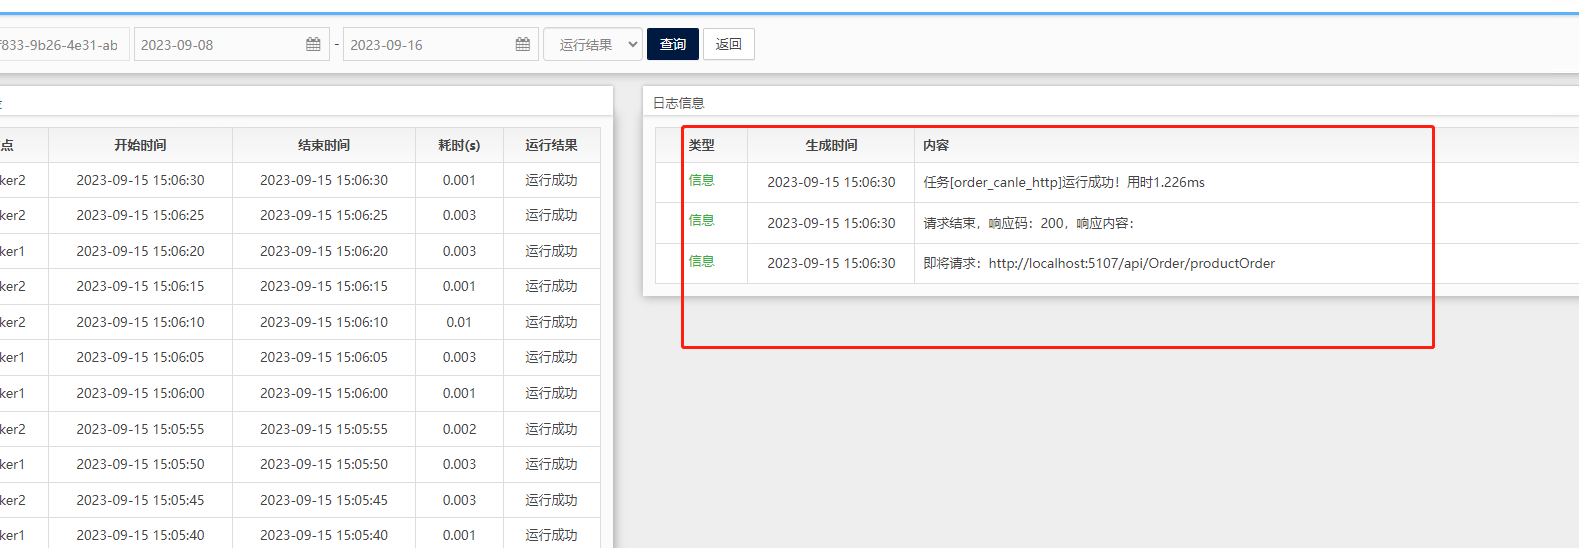 f833-9b26-4e31-ab 2023-09-08 - 2023-09-16 运行结果 查询 返回
日志信息
点 开始时间 结束时间 耗时(s) 运行结果
ker2 2023-09-15 15:06:30 2023-09-15 15:06:30 0.001 运行成功
ker2 2023-09-15 15:06:25 2023-09-15 15:06:25 0.003 运行成功
ker1 2023-09-15 15:06:20 2023-09-15 15:06:20 0.003 运行成功
ker2 2023-09-15 15:06:15 2023-09-15 15:06:15 0.001 运行成功
ker2 2023-09-15 15:06:10 2023-09-15 15:06:10 0.01 运行成功
ker1 2023-09-15 15:06:05 2023-09-15 15:06:05 0.003 运行成功
ker1 2023-09-15 15:06:00 2023-09-15 15:06:00 0.001 运行成功
ker2 2023-09-15 15:05:55 2023-09-15 15:05:55 0.002 运行成功
ker1 2023-09-15 15:05:50 2023-09-15 15:05:50 0.003 运行成功
ker2 2023-09-15 15:05:45 2023-09-15 15:05:45 0.003 运行成功
ker1 2023-09-15 15:05:40 2023-09-15 15:05:40 0.001 运行成功
类型 生成时间 内容
信息 2023-09-15 15:06:30 任务[order_canle_http]运行成功！用时1.226ms
信息 2023-09-15 15:06:30 请求结束，响应码：200，响应内容：
信息 2023-09-15 15:06:30 即将请求：http://localhost:5107/api/Order/productOrder